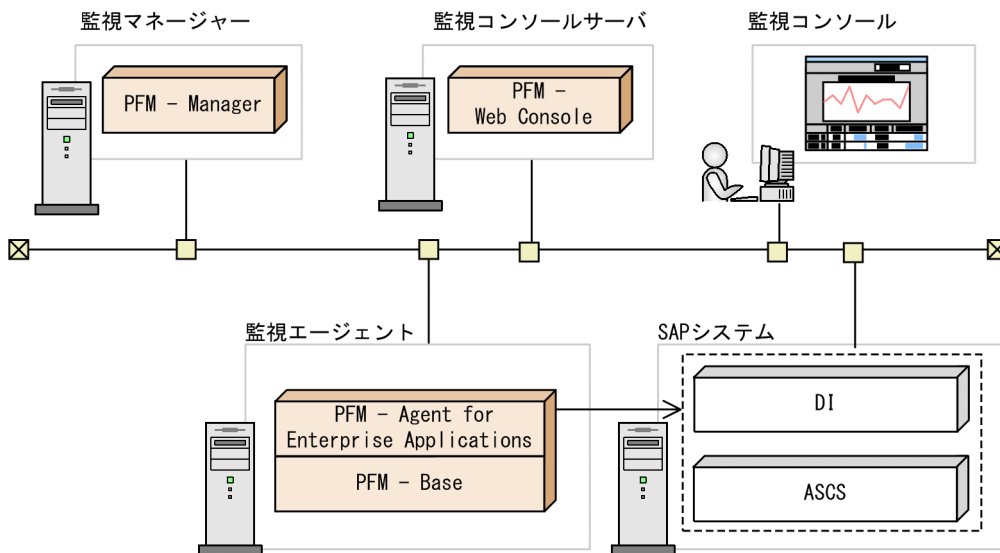 監視マネージャー
監視コンソールサーバ
監視コンソール
PFM － Manager
PFM －
Web Console
監視エージェント
SAPシステム
PFM － Agent for
Enterprise Applications
PFM － Base
DI
ASCS